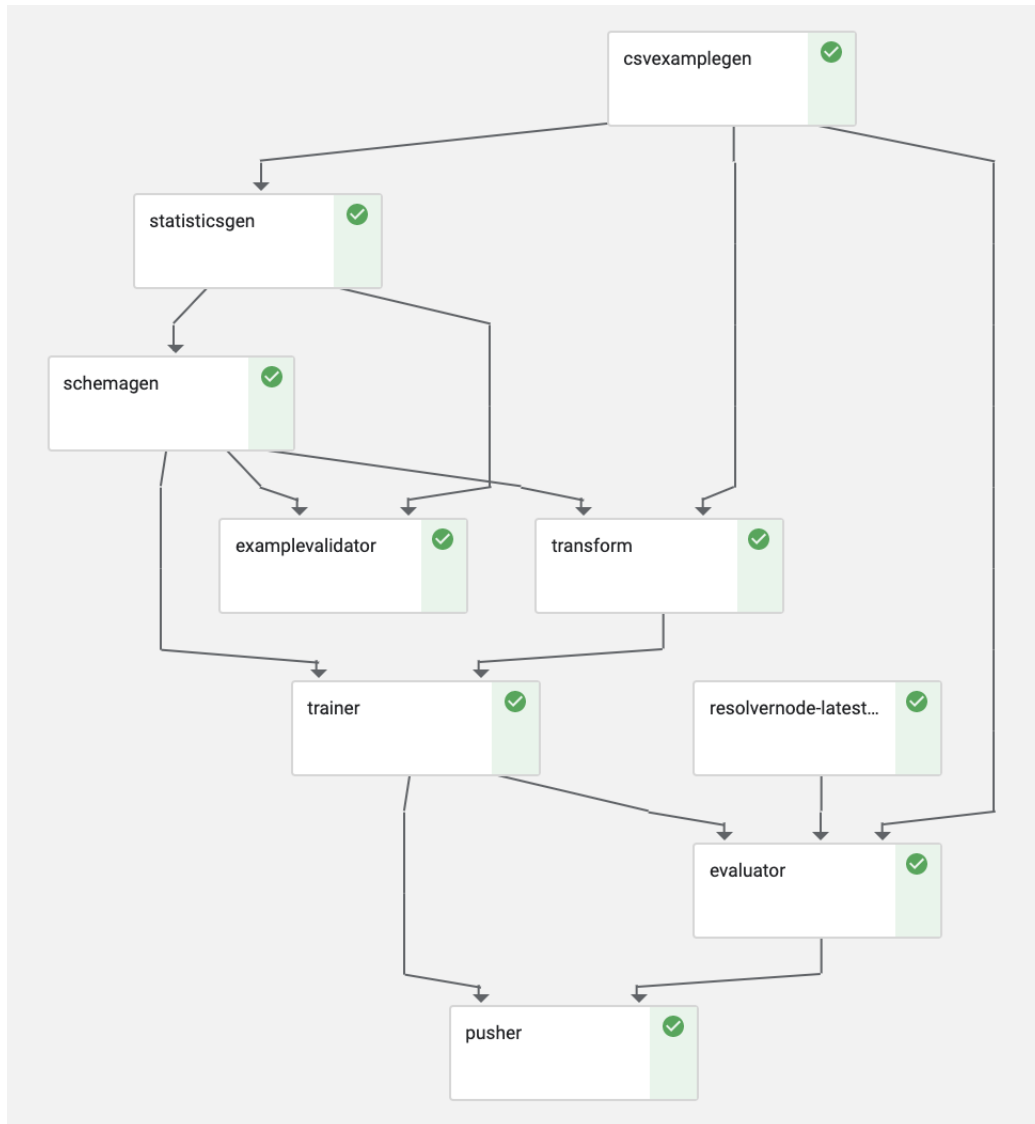 csvexamplegen
statisticsgen
schemagen
examplevalidator
transform
trainer
resolvernode-latest...
evaluator
pusher